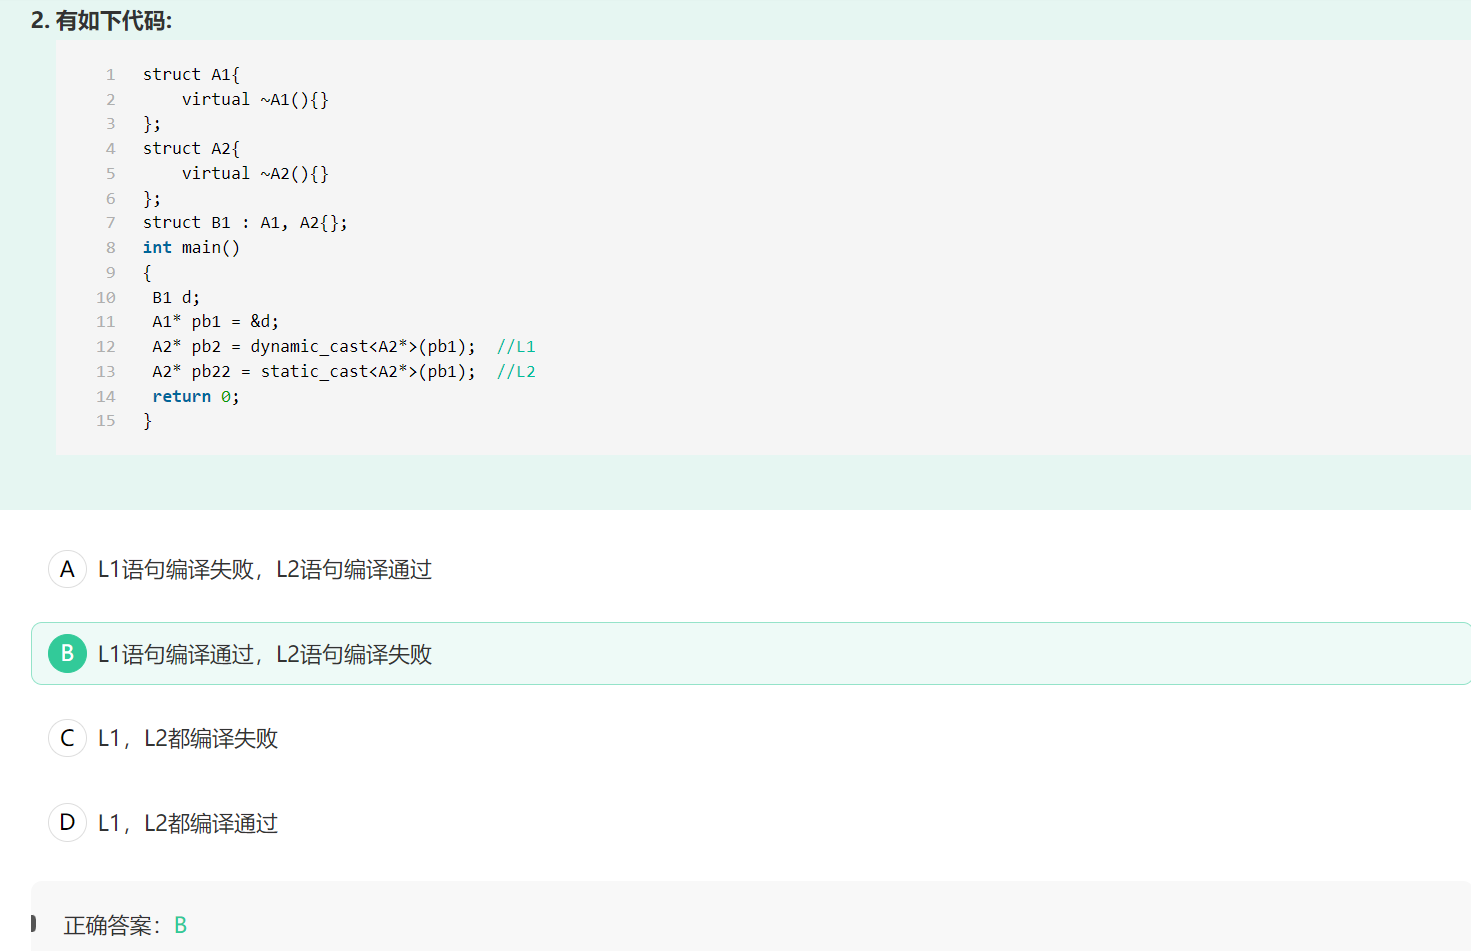 2. 有如下代码:
1 struct A1{
2     virtual ~A1(){}
3 };
4 struct A2{
5     virtual ~A2(){}
6 };
7 struct B1 : A1, A2{};
8 int main()
9 {
10  B1 d;
11  A1* pb1 = &d;
12  A2* pb2 = dynamic_cast<A2*>(pb1);  //L1
13  A2* pb22 = static_cast<A2*>(pb1);  //L2
14  return 0;
15 }
A L1语句编译失败，L2语句编译通过
B L1语句编译通过，L2语句编译失败
C L1，L2都编译失败
D L1，L2都编译通过
正确答案：B